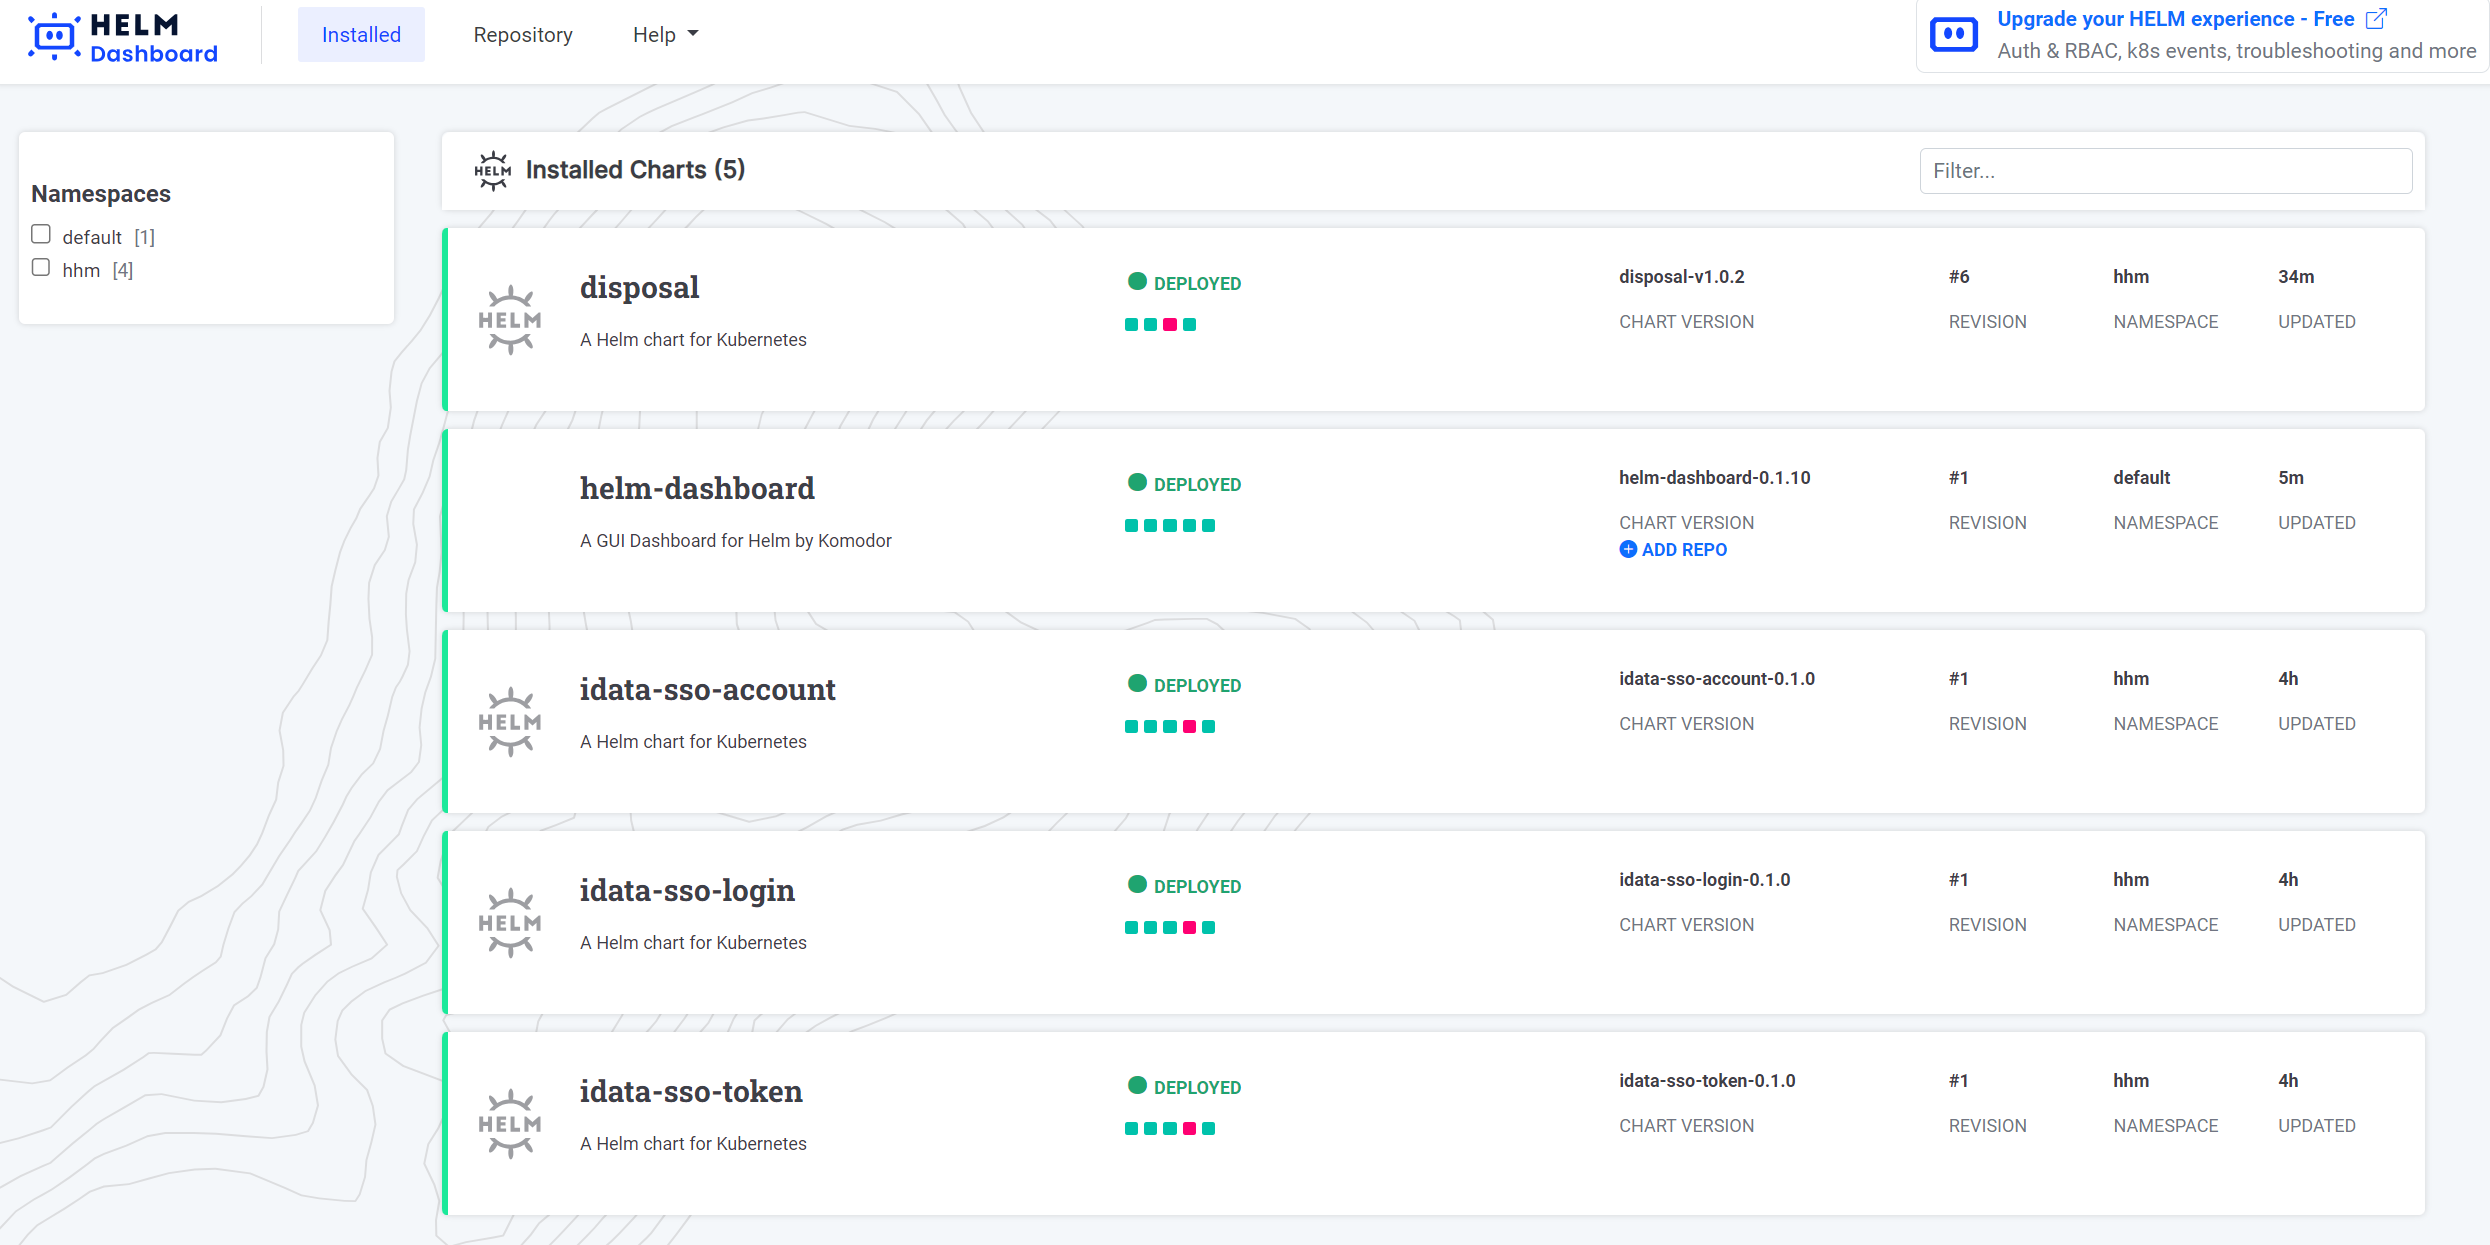 HELM
Dashboard
Installed
Repository
Help
Upgrade your HELM experience - Free
Auth & RBAC, k8s events, troubleshooting and more
Namespaces
default [1]
hhm [4]
HELM
Installed Charts (5)
Filter...
HELM
disposal
A Helm chart for Kubernetes
DEPLOYED
disposal-v1.0.2
CHART VERSION
#6
REVISION
hhm
NAMESPACE
34m
UPDATED
helm-dashboard
A GUI Dashboard for Helm by Komodor
DEPLOYED
helm-dashboard-0.1.10
CHART VERSION
ADD REPO
#1
REVISION
default
NAMESPACE
5m
UPDATED
HELM
idata-sso-account
A Helm chart for Kubernetes
DEPLOYED
idata-sso-account-0.1.0
CHART VERSION
#1
REVISION
hhm
NAMESPACE
4h
UPDATED
HELM
idata-sso-login
A Helm chart for Kubernetes
DEPLOYED
idata-sso-login-0.1.0
CHART VERSION
#1
REVISION
hhm
NAMESPACE
4h
UPDATED
HELM
idata-sso-token
A Helm chart for Kubernetes
DEPLOYED
idata-sso-token-0.1.0
CHART VERSION
#1
REVISION
hhm
NAMESPACE
4h
UPDATED